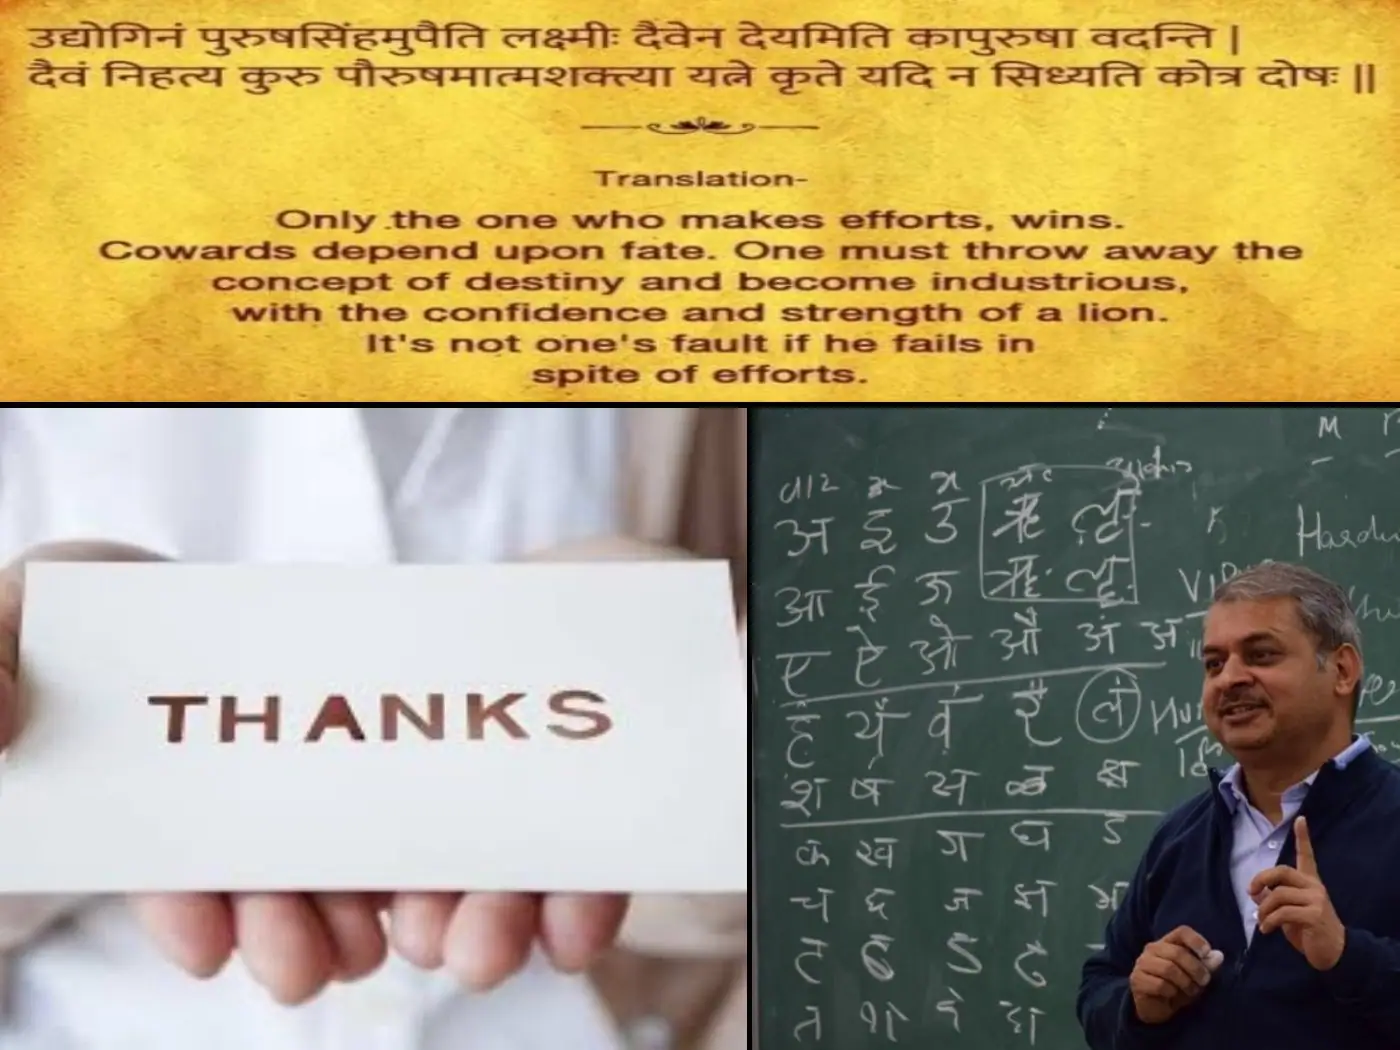 उद्योगिनं पुरुषसिंहमुपैति लक्ष्मीः दैवेन देयमिति कापुरुषा वदन्ति |
दैवं निहत्य कुरु पौरुषमात्मशक्त्या यत्ने कृते यदि न सिध्यति कोत्र दोषः ||
Translation-
Only the one who makes efforts, wins.
Cowards depend upon fate. One must throw away the
concept of destiny and become industrious,
with the confidence and strength of a lion.
It's not one's fault if he fails in
spite of efforts.
THANKS
M
अ इ उ ऋ ऌ
आ ई ऊ ॠ ॡ
ए ऐ ओ औ अं
श ष स ळ क्ष
क ख ग घ ङ
च छ ज झ ञ
ट ठ ड ढ
त थ द ध